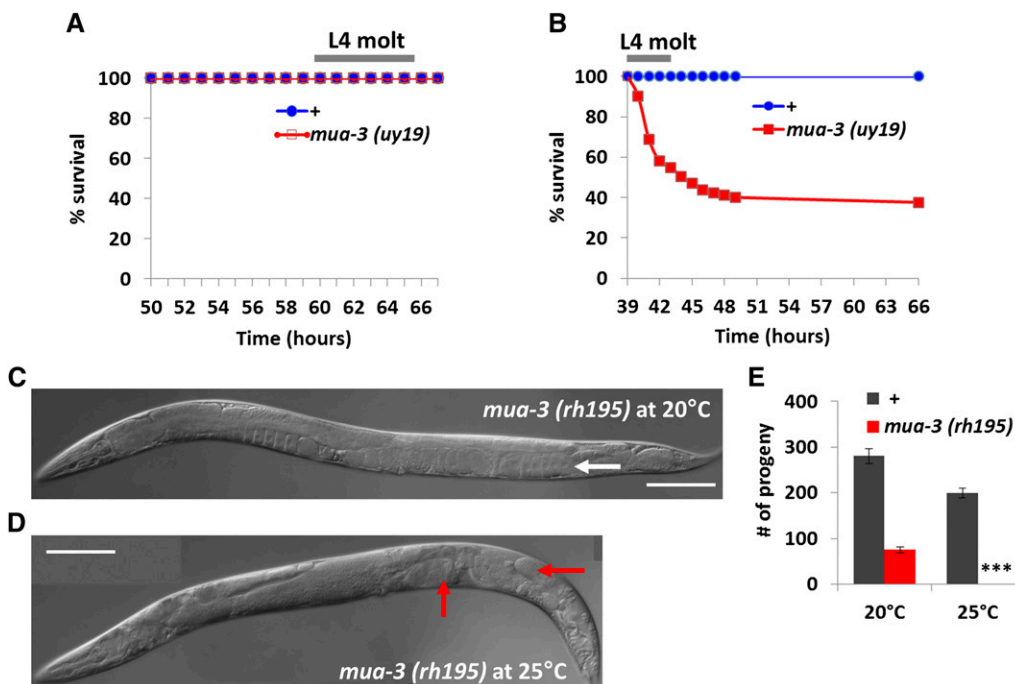 A
L4 molt
% survival
100
80
60
40
20
0
+
mua-3 (uy19)
50 52 54 56 58 60 62 64 66
Time (hours)
B
L4 molt
% survival
100
80
60
40
20
0
+
mua-3 (uy19)
39 42 45 48 51 54 57 60 63 66
Time (hours)
C
mua-3 (rh195) at 20°C
D
mua-3 (rh195) at 25°C
E
+
mua-3 (rh195)
# of progeny
400
300
200
100
0
***
20°C 25°C